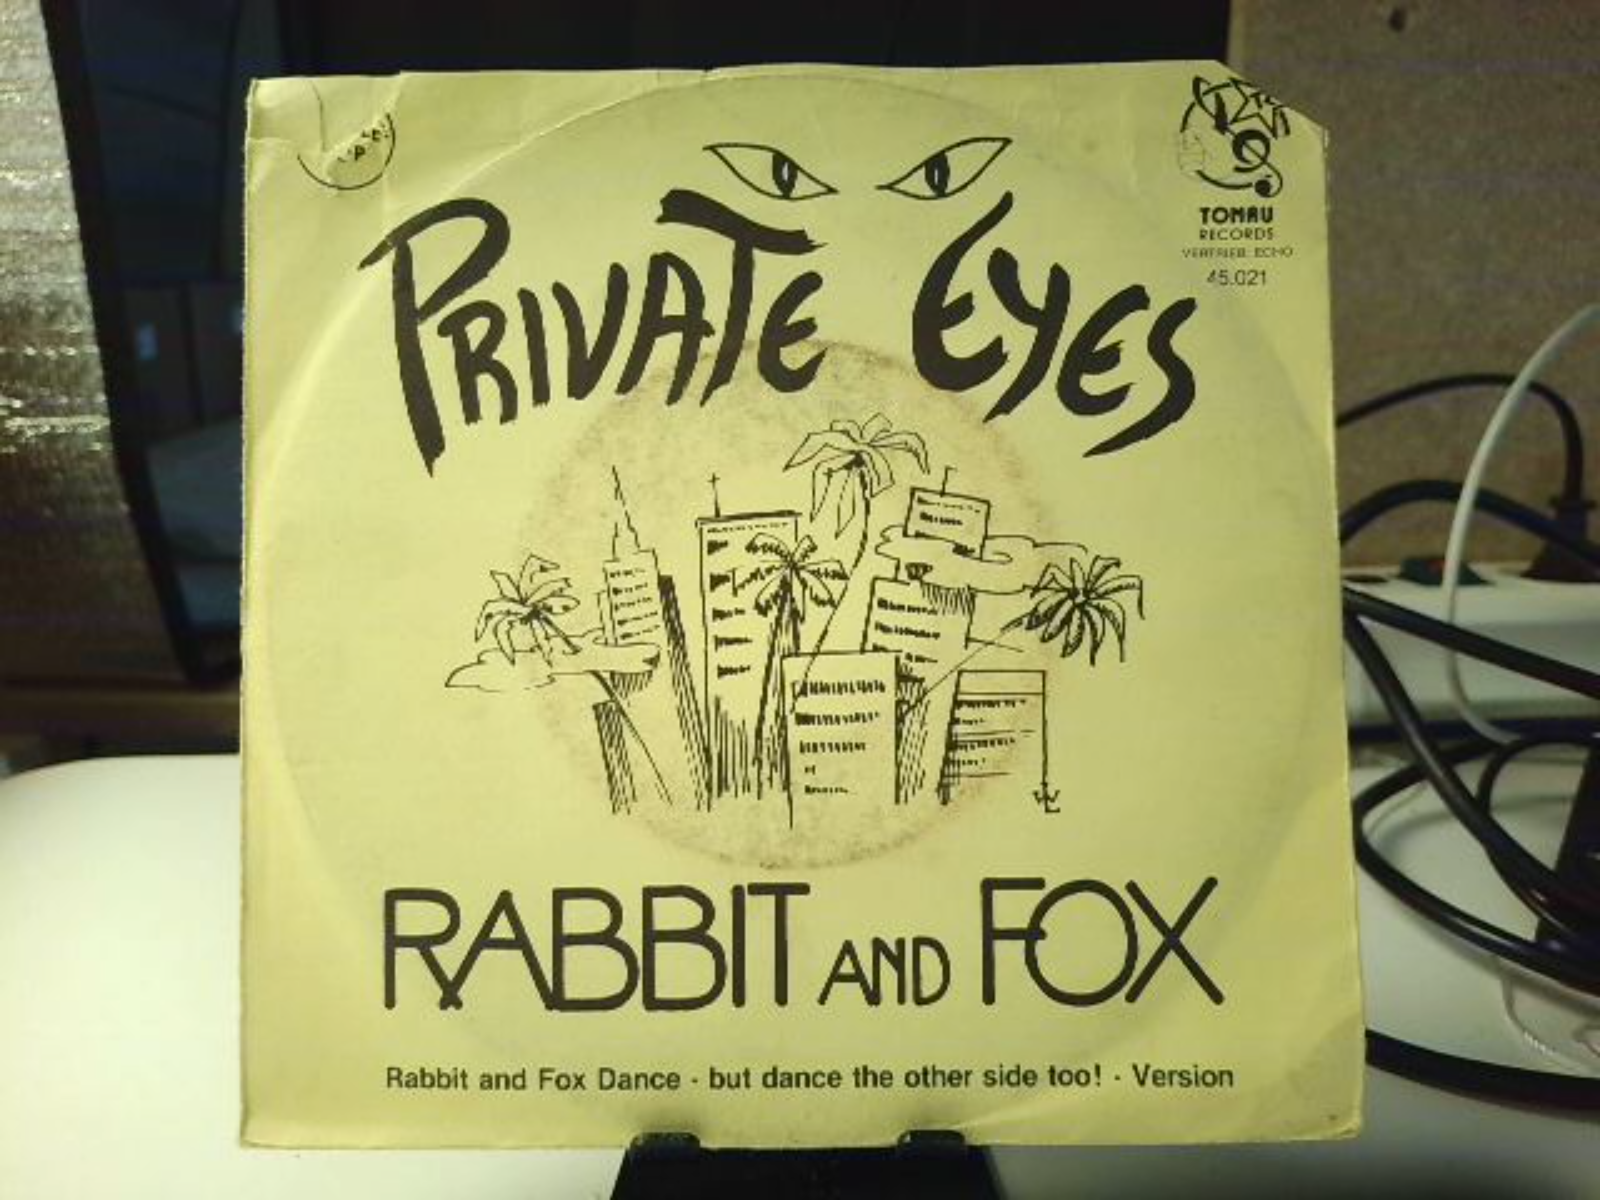 PRIVATE EYES
TOMAU
RECORDS
VERTRIEB: ECHO
45.021
RABBIT AND FOX
Rabbit and Fox Dance - but dance the other side too! - Version